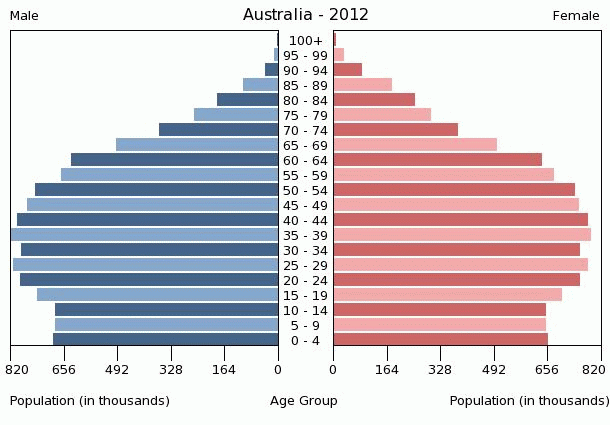 Male Australia - 2012 Female
100+
95 - 99
90 - 94
85 - 89
80 - 84
75 - 79
70 - 74
65 - 69
60 - 64
55 - 59
50 - 54
45 - 49
40 - 44
35 - 39
30 - 34
25 - 29
20 - 24
15 - 19
10 - 14
5 - 9
0 - 4
820 656 492 328 164 0 0 164 328 492 656 820
Population (in thousands) Age Group Population (in thousands)